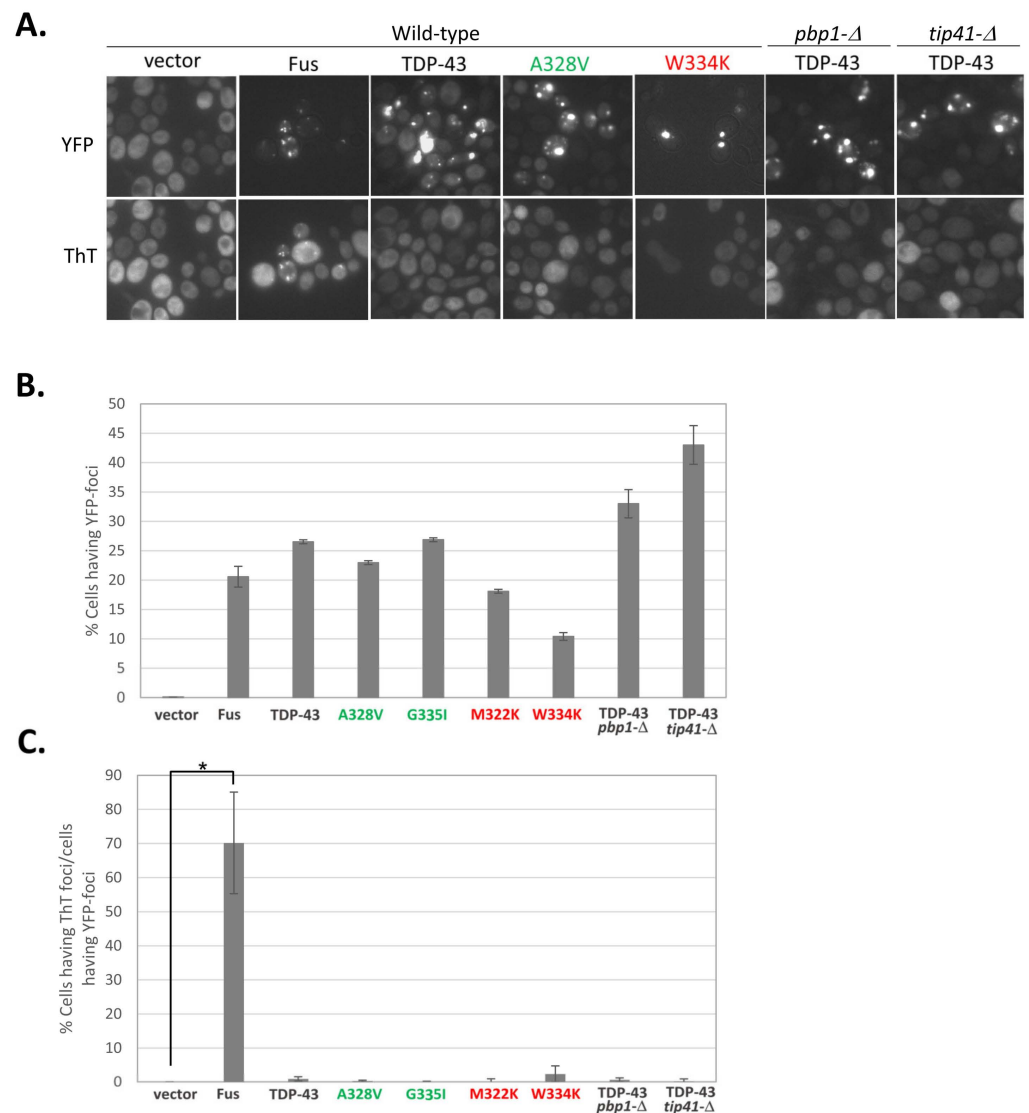 A.
Wild-type pbp1-Δ tip41-Δ
vector Fus TDP-43 A328V W334K TDP-43 TDP-43
YFP
ThT
B.
% Cells having YFP-foci
50
45
40
35
30
25
20
15
10
5
0
vector Fus TDP-43 A328V G335I M322K W334K TDP-43 TDP-43
pbp1-Δ tip41-Δ
C.
% Cells having ThT foci/cells
having YFP-foci
90
80
70
60
50
40
30
20
10
0
*
vector Fus TDP-43 A328V G335I M322K W334K TDP-43 TDP-43
pbp1-Δ tip41-Δ